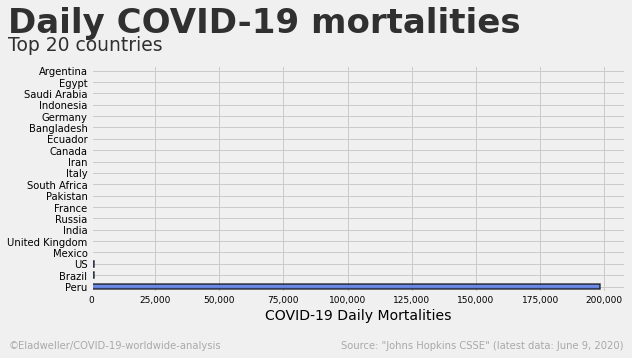 Daily COVID-19 mortalities
Top 20 countries
Argentina
Egypt
Saudi Arabia
Indonesia
Germany
Bangladesh
Ecuador
Canada
Iran
Italy
South Africa
Pakistan
France
Russia
India
United Kingdom
Mexico
US
Brazil
Peru
0 25,000 50,000 75,000 100,000 125,000 150,000 175,000 200,000
COVID-19 Daily Mortalities
©Eladweller/COVID-19-worldwide-analysis Source: "Johns Hopkins CSSE" (latest data: June 9, 2020)